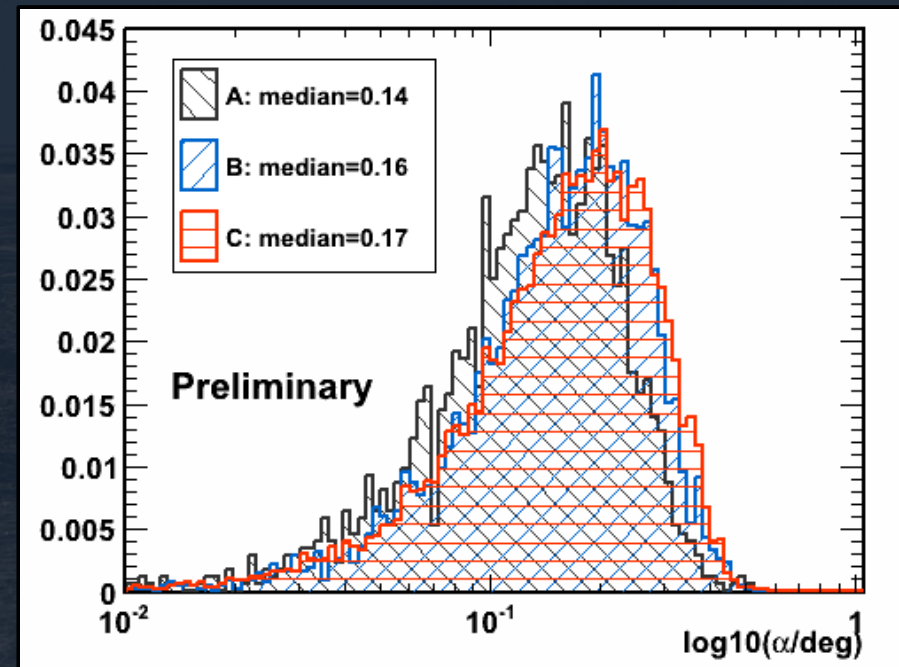 0.045
0.04
0.035
0.03
0.025
0.02
0.015
0.01
0.005
0
A: median=0.14
B: median=0.16
C: median=0.17
Preliminary
10⁻² 10⁻¹ 1
log10(α/deg)